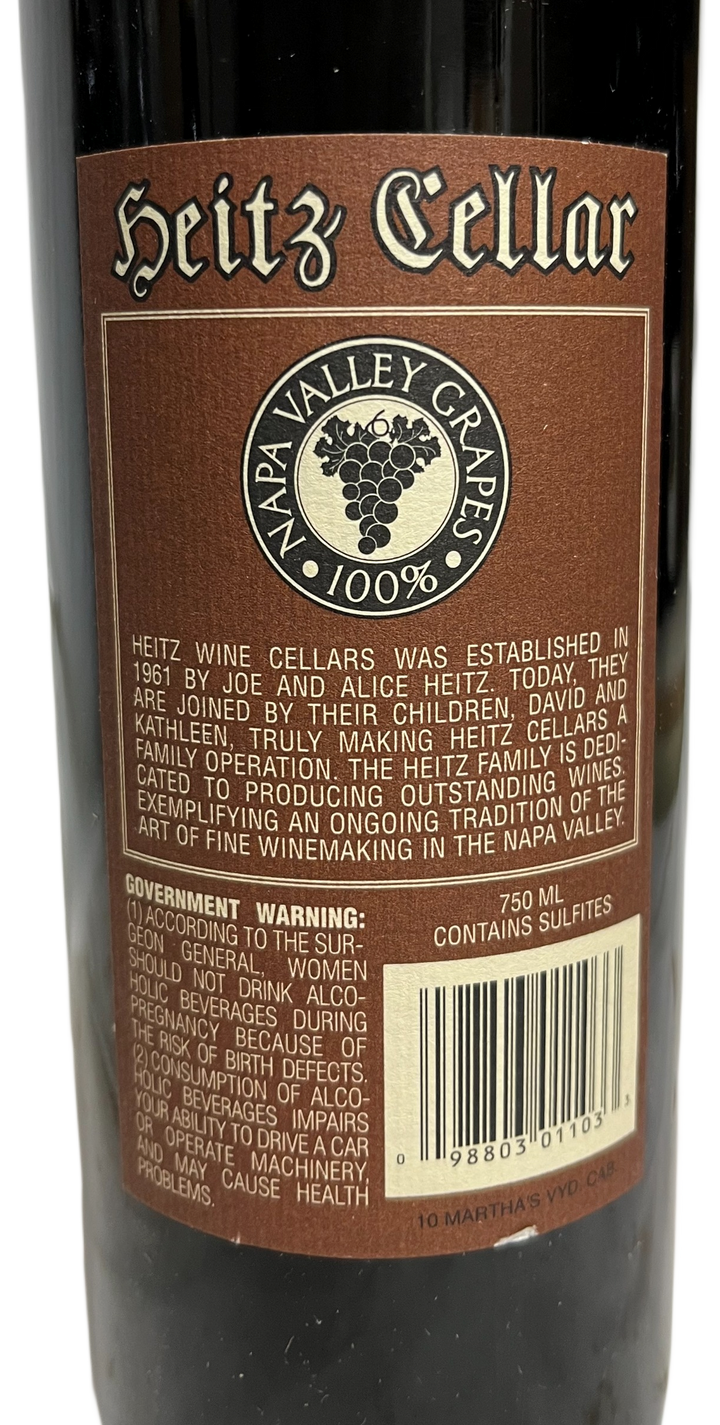 Heitz Cellar
NAPA VALLEY GRAPES
6
• 100% •
HEITZ WINE CELLARS WAS ESTABLISHED IN
1961 BY JOE AND ALICE HEITZ. TODAY, THEY
ARE JOINED BY THEIR CHILDREN, DAVID AND
KATHLEEN, TRULY MAKING HEITZ CELLARS A
FAMILY OPERATION. THE HEITZ FAMILY IS DEDI-
CATED TO PRODUCING OUTSTANDING WINES.
EXEMPLIFYING AN ONGOING TRADITION OF THE
ART OF FINE WINEMAKING IN THE NAPA VALLEY.
GOVERNMENT WARNING:
(1) ACCORDING TO THE SUR-
GEON GENERAL, WOMEN
SHOULD NOT DRINK ALCO-
HOLIC BEVERAGES DURING
PREGNANCY BECAUSE OF
THE RISK OF BIRTH DEFECTS.
(2) CONSUMPTION OF ALCO-
HOLIC BEVERAGES IMPAIRS
YOUR ABILITY TO DRIVE A CAR
OR OPERATE MACHINERY,
AND MAY CAUSE HEALTH
PROBLEMS.
750 ML
CONTAINS SULFITES
0 98803 01103 3
10 MARTHA'S VYD. CAB.